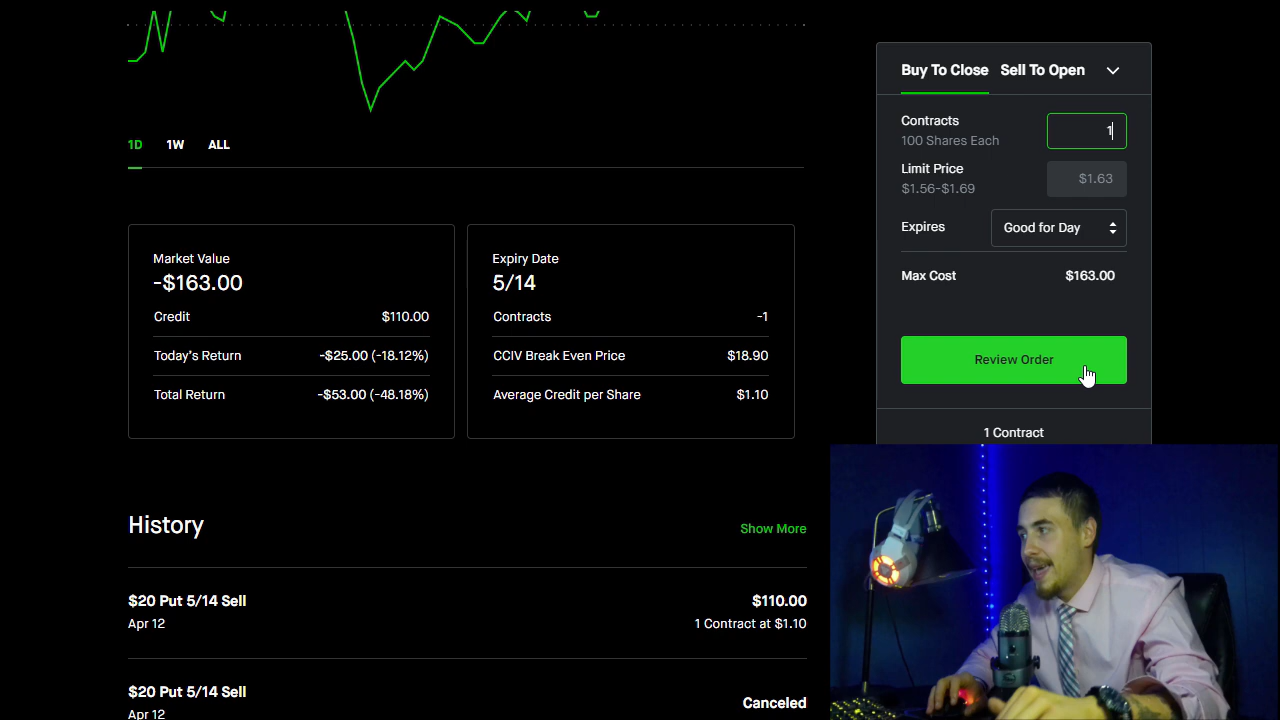 1D 1W ALL
Market Value
-$163.00
Credit $110.00
Today's Return -$25.00 (-18.12%)
Total Return -$53.00 (-48.18%)
Expiry Date
5/14
Contracts -1
CCIV Break Even Price $18.90
Average Credit per Share $1.10
History Show More
$20 Put 5/14 Sell $110.00
Apr 12 1 Contract at $1.10
$20 Put 5/14 Sell Canceled
Apr 12
Buy To Close Sell To Open
Contracts 1
100 Shares Each
Limit Price $1.63
$1.56-$1.69
Expires Good for Day
Max Cost $163.00
Review Order
1 Contract